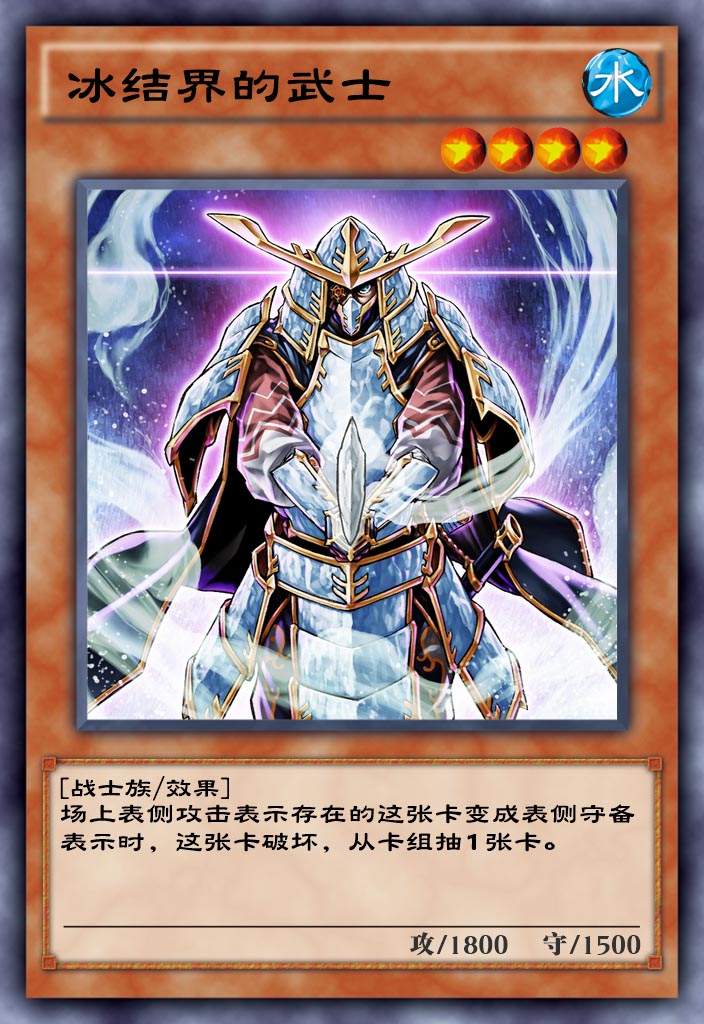 冰结界的武士
水
[战士族/效果]
场上表侧攻击表示存在的这张卡变成表侧守备
表示时，这张卡破坏，从卡组抽1张卡。
攻/1800 守/1500